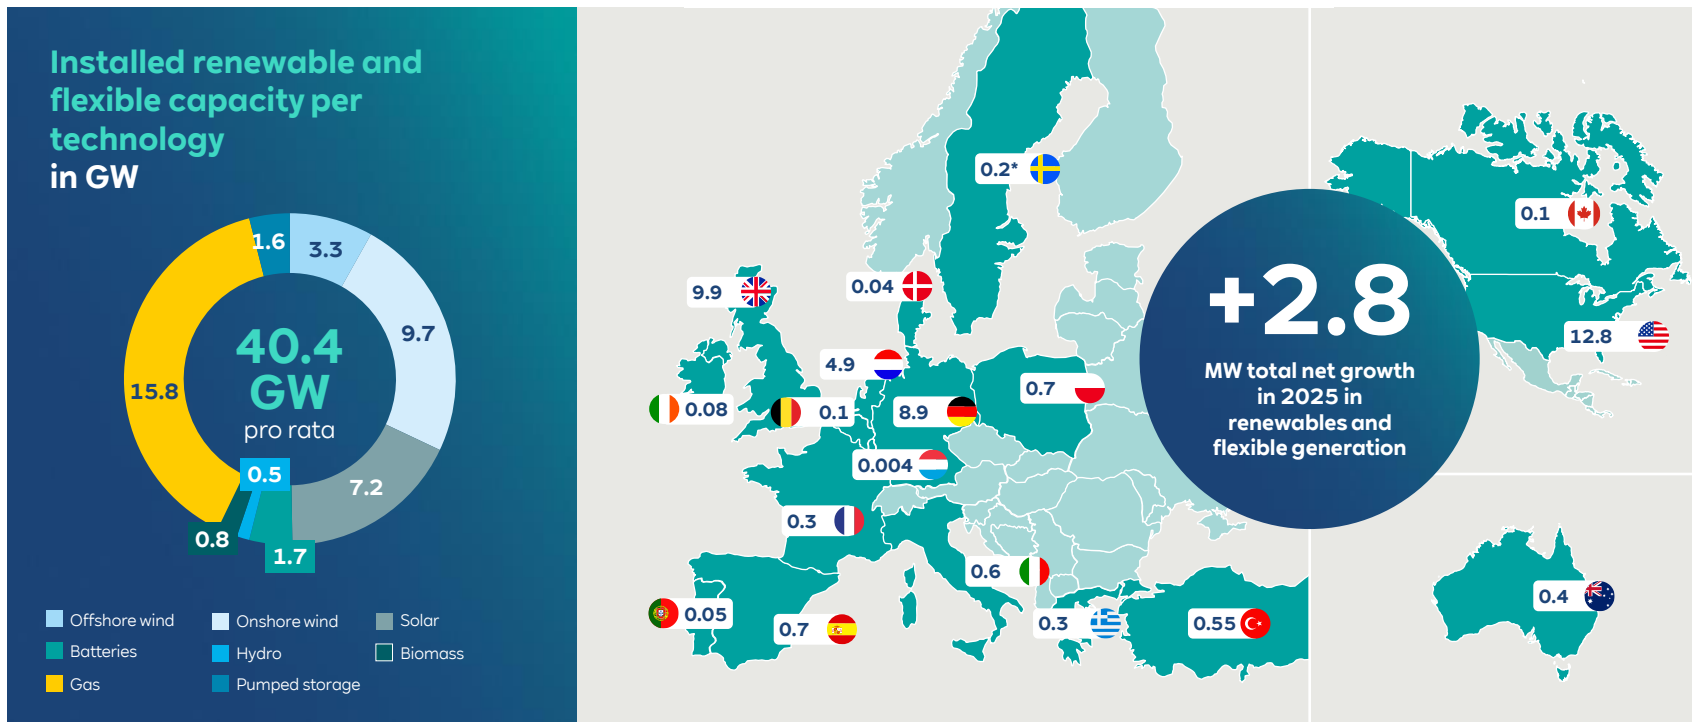 Installed renewable and
flexible capacity per
technology
in GW
1.6
3.3
9.7
15.8
40.4
GW
pro rata
0.5
7.2
0.8
1.7
Offshore wind
Onshore wind
Solar
Batteries
Hydro
Biomass
Gas
Pumped storage
0.2*
9.9
0.04
4.9
0.7
0.08
0.1
8.9
0.004
0.3
0.6
0.05
0.7
0.3
0.55
+2.8
MW total net growth
in 2025 in
renewables and
flexible generation
0.1
12.8
0.4